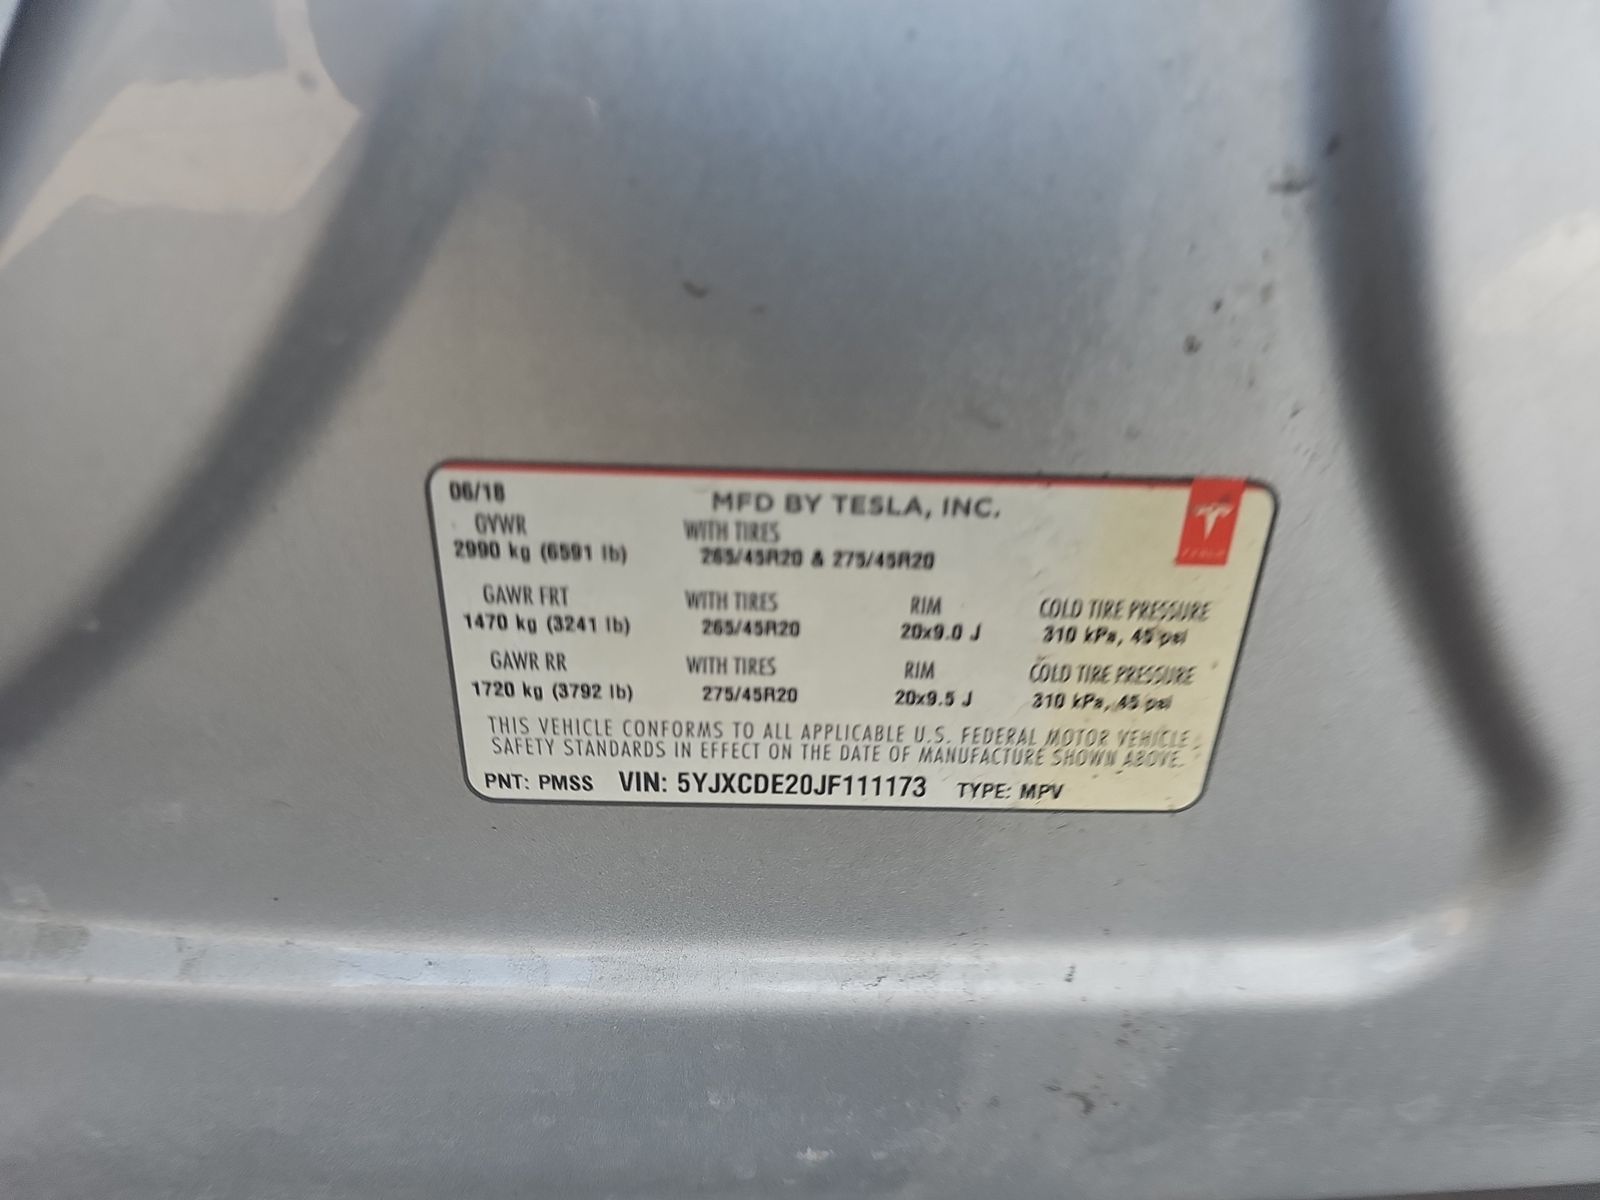 06/18 MFD BY TESLA, INC.
GVWR WITH TIRES
2990 kg (6591 lb) 265/45R20 & 275/45R20
TESLA
GAWR FRT WITH TIRES RIM COLD TIRE PRESSURE
1470 kg (3241 lb) 265/45R20 20x9.0 J 310 kPa, 45 psi
GAWR RR WITH TIRES RIM COLD TIRE PRESSURE
1720 kg (3792 lb) 275/45R20 20x9.5 J 310 kPa, 45 psi
THIS VEHICLE CONFORMS TO ALL APPLICABLE U.S. FEDERAL MOTOR VEHICLE
SAFETY STANDARDS IN EFFECT ON THE DATE OF MANUFACTURE SHOWN ABOVE.
PNT: PMSS VIN: 5YJXCDE20JF111173 TYPE: MPV